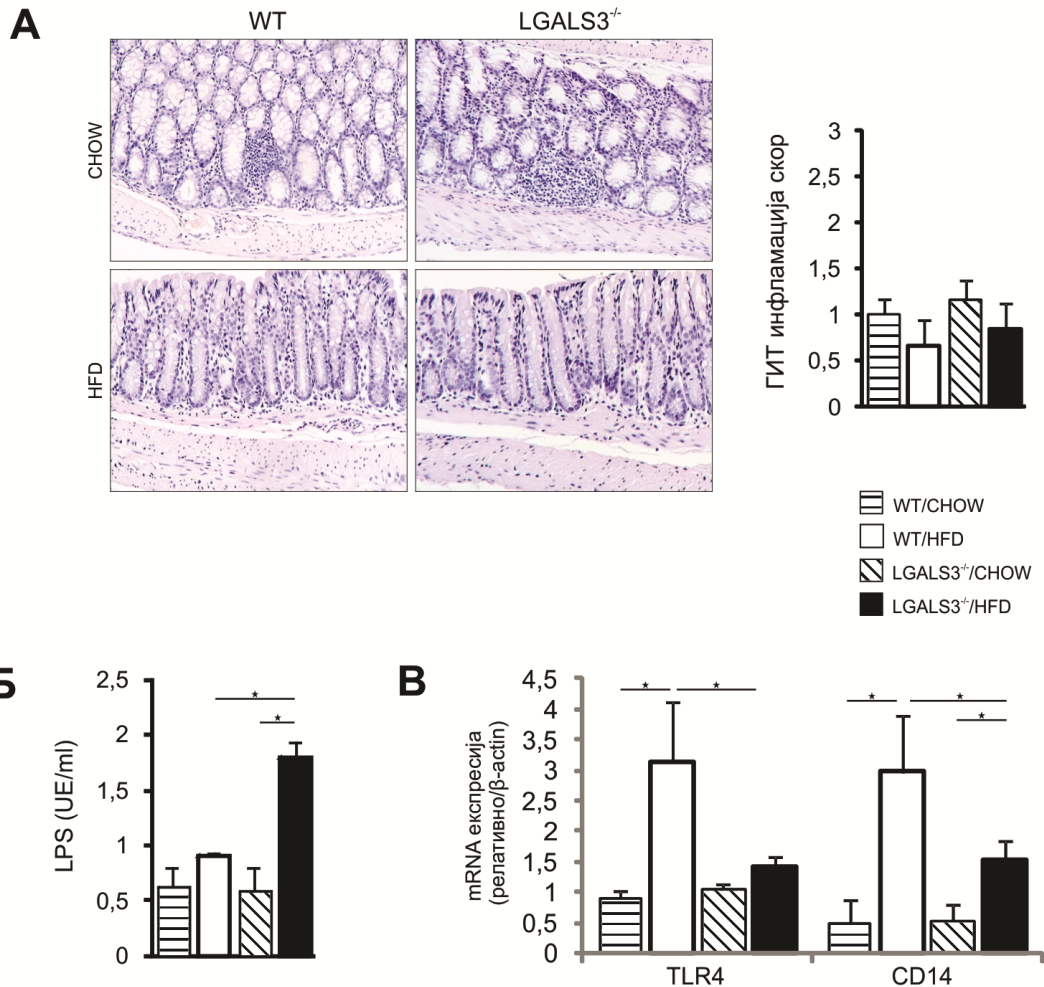 A
WT
LGALS3-/-
CHOW
HFD
ГИТ инфламација скор
3
2,5
2
1,5
1
0,5
0
WT/CHOW
WT/HFD
LGALS3-/-/CHOW
LGALS3-/-/HFD
Б
LPS (UE/ml)
2,5
2
1,5
1
0,5
0
В
mRNA експресија
(релативно/β-actin)
4,5
4
3,5
3
2,5
2
1,5
1
0,5
0
TLR4
CD14